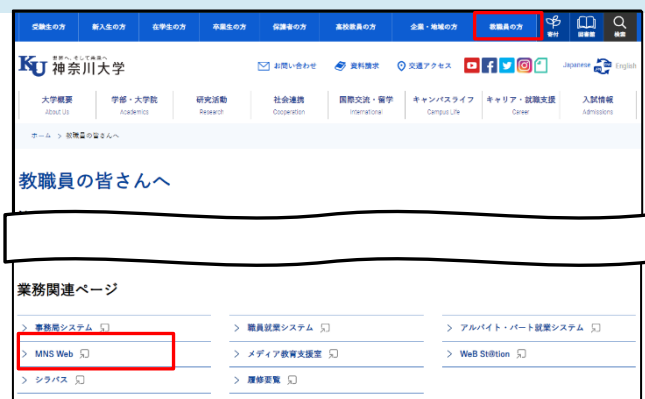 受験生の方 新入生の方 在学生の方 卒業生の方 保護者の方 高校教員の方 企業・地域の方 教職員の方 寄付 図書館 検索
KU 神奈川大学 お問い合わせ 資料請求 交通アクセス Japanese English
大学概要 学部・大学院 研究活動 社会連携 国際交流・留学 キャンパスライフ キャリア・就職支援 入試情報
About Us Academics Research Cooperation International Campus Life Career Admissions
ホーム > 教職員の皆さんへ
教職員の皆さんへ
業務関連ページ
> 事務局システム > 職員就業システム > アルバイト・パート就業システム
> MNS Web > メディア教育支援室 > WeB St@tion
> シラバス > 履修要覧